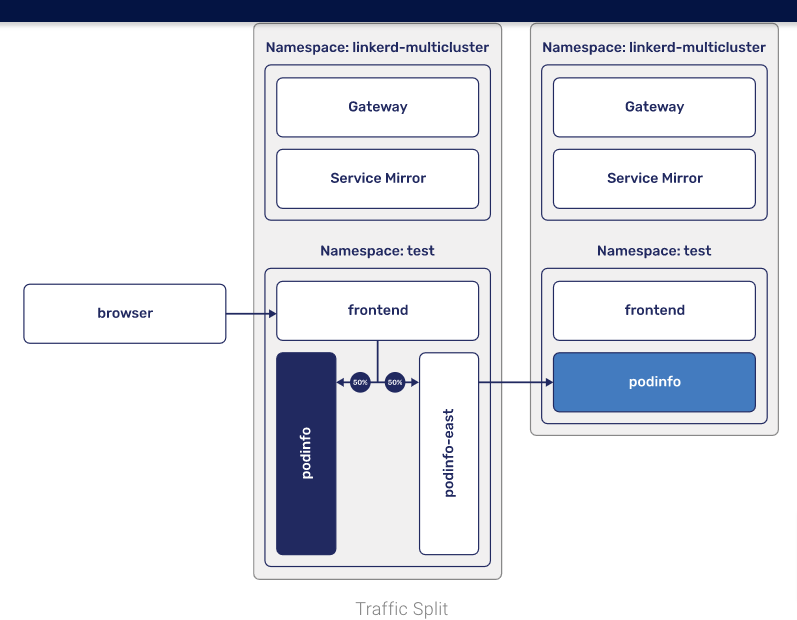 Namespace: linkerd-multicluster
Gateway
Service Mirror
Namespace: test
browser
frontend
50%
50%
podinfo
podinfo-east
Namespace: linkerd-multicluster
Gateway
Service Mirror
Namespace: test
frontend
podinfo
Traffic Split